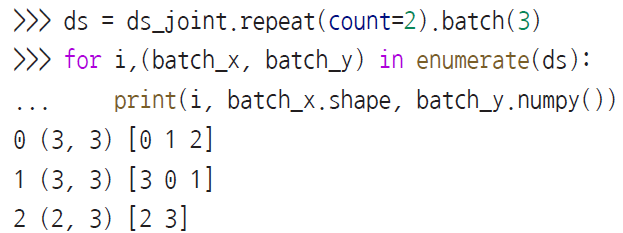 >>> ds = ds_joint.repeat(count=2).batch(3)
>>> for i,(batch_x, batch_y) in enumerate(ds):
...     print(i, batch_x.shape, batch_y.numpy())
0 (3, 3) [0 1 2]
1 (3, 3) [3 0 1]
2 (2, 3) [2 3]